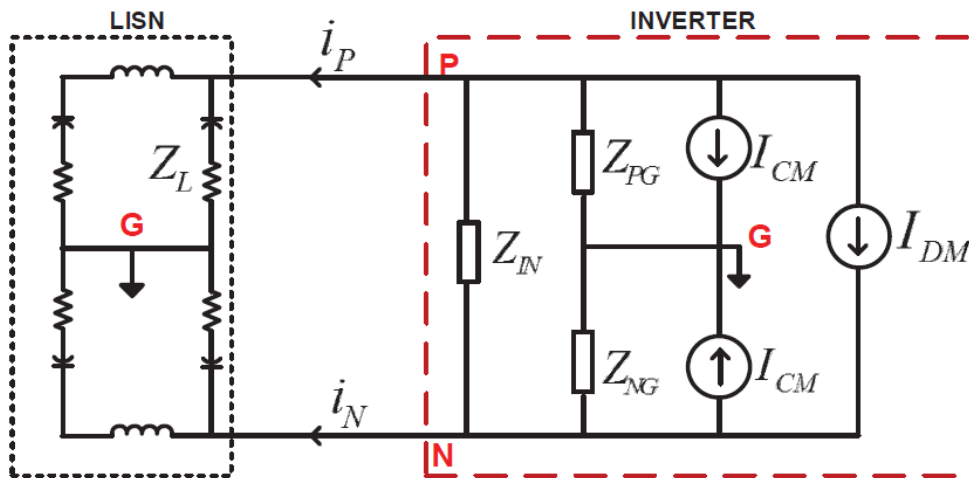 LISN
INVERTER
i_P
P
Z_L
G
Z_IN
Z_PG
I_CM
G
I_DM
Z_NG
I_CM
i_N
N